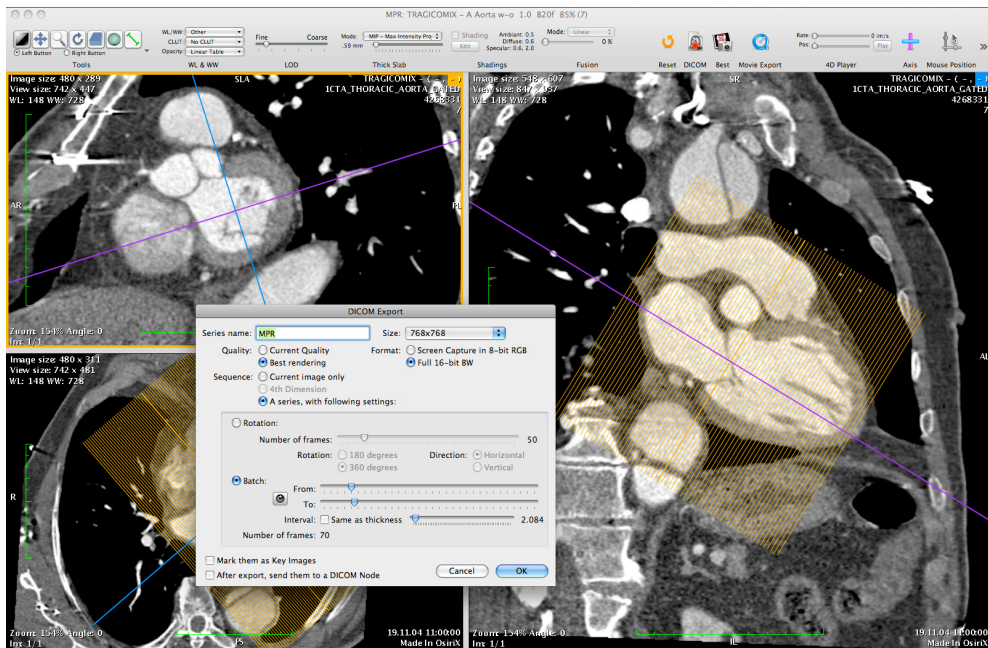 MPR: TRAGICOMIX - A Aorta w-o 1.0 820f 85% (7)
WL/WW: Other
CLUT: No CLUT
Opacity: Linear Table
Left Button Right Button
Fine Coarse
Mode: MIP - Max Intensity Proj
.59 mm
Shading
Edit
Ambient: 0.5
Diffuse: 0.6
Specular: 0.6, 2.0
Mode: Linear
0 %
Rate: 0 im/s
Pos: Play
Tools WL & WW LOD Thick Slab Shadings Fusion Reset DICOM Best Movie Export 4D Player Axis Mouse Position
Image size: 480 x 289
View size: 742 x 447
WL: 148 WW: 728
SLA
TRAGICOMIX - ( - , - )
1CTA_THORACIC_AORTA_GATED
4268331
7
AR
PL
Zoom: 154% Angle: 0
Im: 1/1
Image size: 548 x 607
View size: 847 x 937
WL: 148 WW: 728
SR
TRAGICOMIX - ( - , - )
1CTA_THORACIC_AORTA_GATED
4268331
7
AL
Image size: 480 x 311
View size: 742 x 481
WL: 148 WW: 728
R
Zoom: 154% Angle: 0
Im: 1/1
PS
19.11.04 11:00:00
Made In OsiriX
Zoom: 154% Angle: 0
Im: 1/1
IL
19.11.04 11:00:00
Made In OsiriX
DICOM Export
Series name: MPR Size: 768x768
Quality: Current Quality Format: Screen Capture in 8-bit RGB
Best rendering Full 16-bit BW
Sequence: Current image only
4th Dimension
A series, with following settings:
Rotation:
Number of frames: 50
Rotation: 180 degrees Direction: Horizontal
360 degrees Vertical
Batch:
From:
To:
Interval: Same as thickness 2.084
Number of frames: 70
Mark them as Key Images
After export, send them to a DICOM Node
Cancel OK